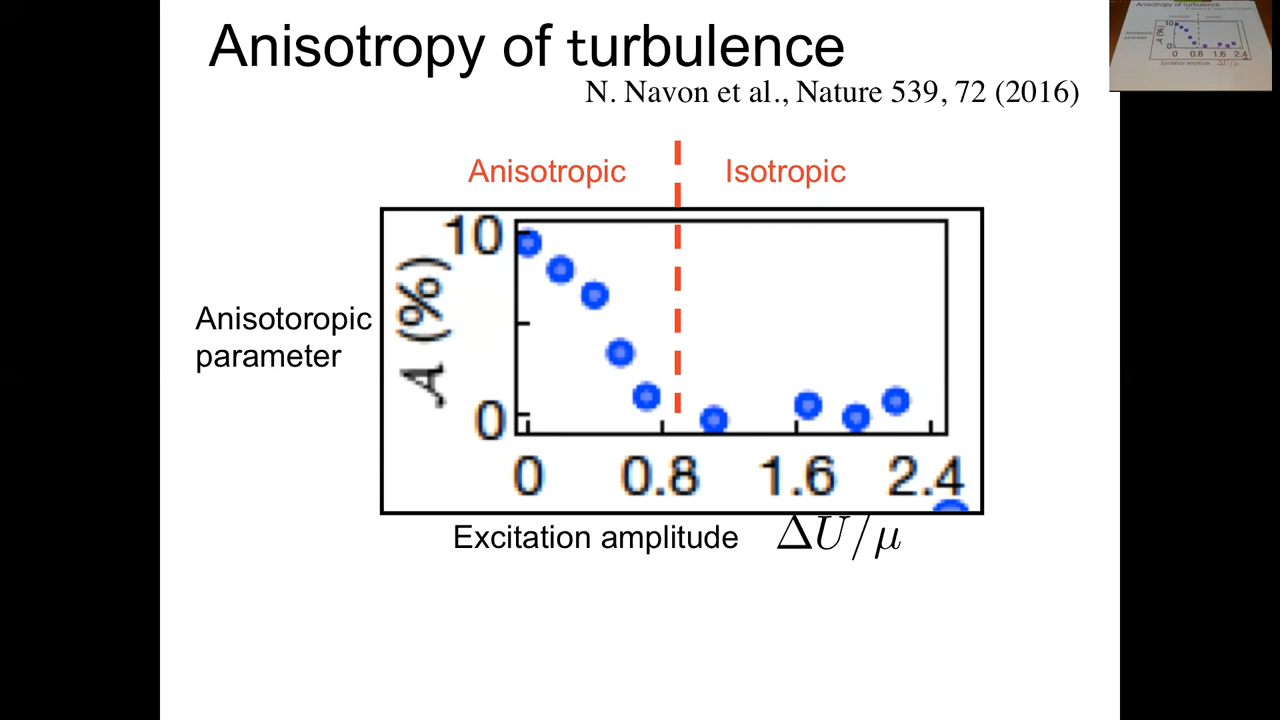 Anisotropy of turbulence
N. Navon et al., Nature 539, 72 (2016)
Anisotropic
Isotropic
10
0
𝒜 (%)
Anisotoropic
parameter
0 0.8 1.6 2.4
Excitation amplitude ΔU/μ